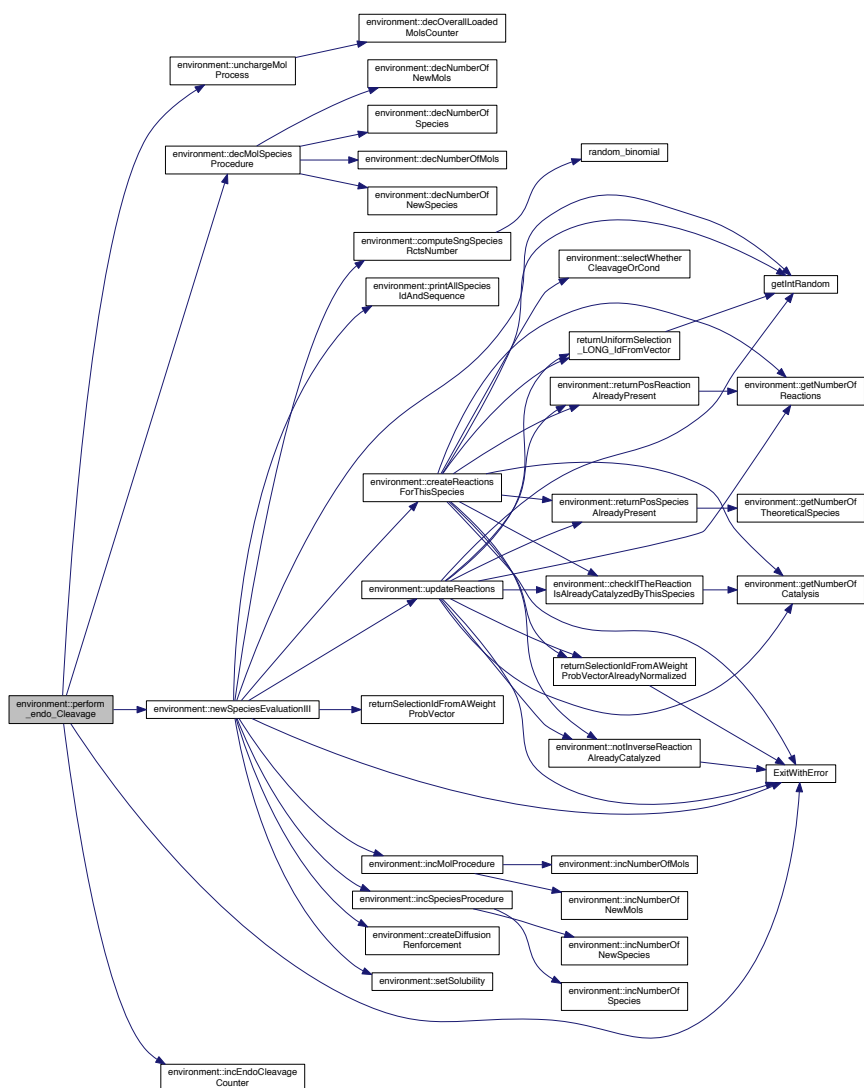 environment::decOverallLoaded
MolsCounter
environment::unchargeMol
Process
environment::decNumberOf
NewMols
environment::decNumberOf
Species
random_binomial
environment::decMolSpecies
Procedure
environment::decNumberOfMols
environment::decNumberOf
NewSpecies
environment::computeSngSpecies
RctsNumber
environment::selectWhether
CleavageOrCond
environment::printAllSpecies
IdAndSequence
getIntRandom
returnUniformSelection
_LONG_IdFromVector
environment::returnPosReaction
AlreadyPresent
environment::getNumberOf
Reactions
environment::createReactions
ForThisSpecies
environment::returnPosSpecies
AlreadyPresent
environment::getNumberOf
TheoreticalSpecies
environment::updateReactions
environment::checkIfTheReaction
IsAlreadyCatalyzedByThisSpecies
environment::getNumberOf
Catalysis
returnSelectionIdFromAWeight
ProbVectorAlreadyNormalized
environment::perform
_endo_Cleavage
environment::newSpeciesEvaluationIII
returnSelectionIdFromAWeight
ProbVector
environment::notInverseReaction
AlreadyCatalyzed
ExitWithError
environment::incMolProcedure
environment::incNumberOfMols
environment::incSpeciesProcedure
environment::incNumberOf
NewMols
environment::createDiffusion
Renforcement
environment::incNumberOf
NewSpecies
environment::setSolubility
environment::incNumberOf
Species
environment::incEndoCleavage
Counter